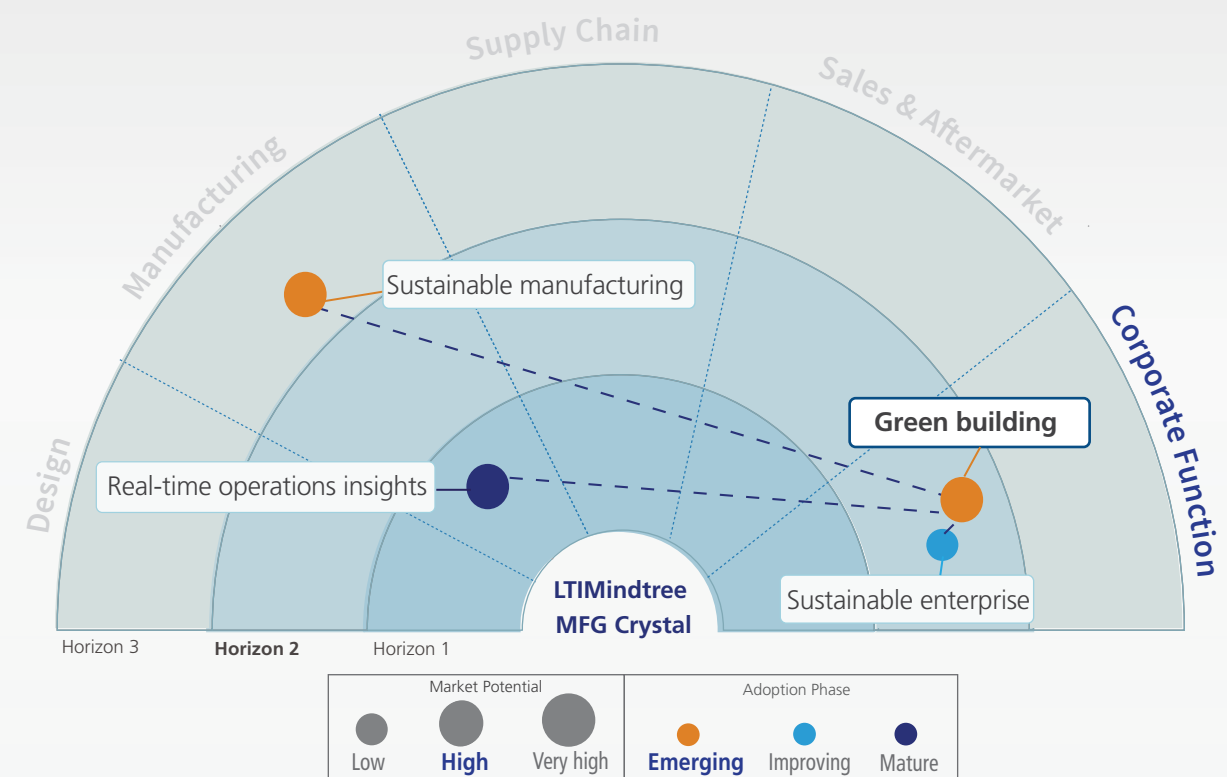 Supply Chain
Sales & Aftermarket
Manufacturing
Sustainable manufacturing
Corporate Function
Green building
Design
Real-time operations insights
LTIMindtree
MFG Crystal
Sustainable enterprise
Horizon 3
Horizon 2
Horizon 1
Market Potential
Low
High
Very high
Adoption Phase
Emerging
Improving
Mature